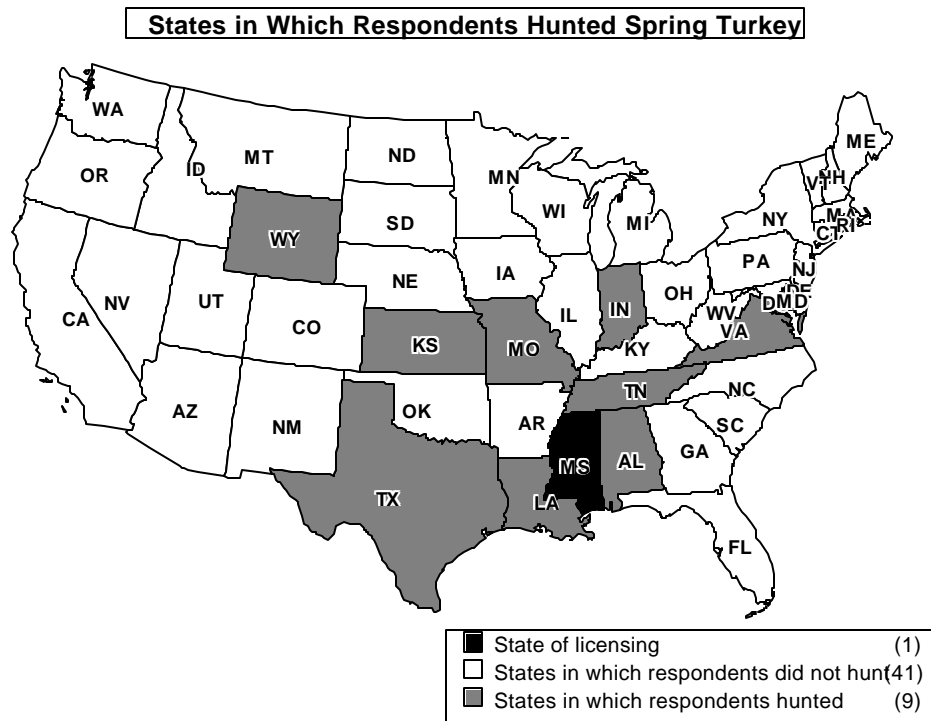 States in Which Respondents Hunted Spring Turkey
WA
MT
ND
MN
ME
OR
ID
SD
WI
MI
VT
NH
NY
MA
CT
RI
WY
NE
IA
PA
NJ
NV
UT
CO
IL
IN
OH
DE
MD
DC
WV
VA
CA
KS
MO
KY
AZ
NM
OK
AR
TN
NC
SC
TX
LA
MS
AL
GA
FL
State of licensing (1)
States in which respondents did not hunt (41)
States in which respondents hunted (9)